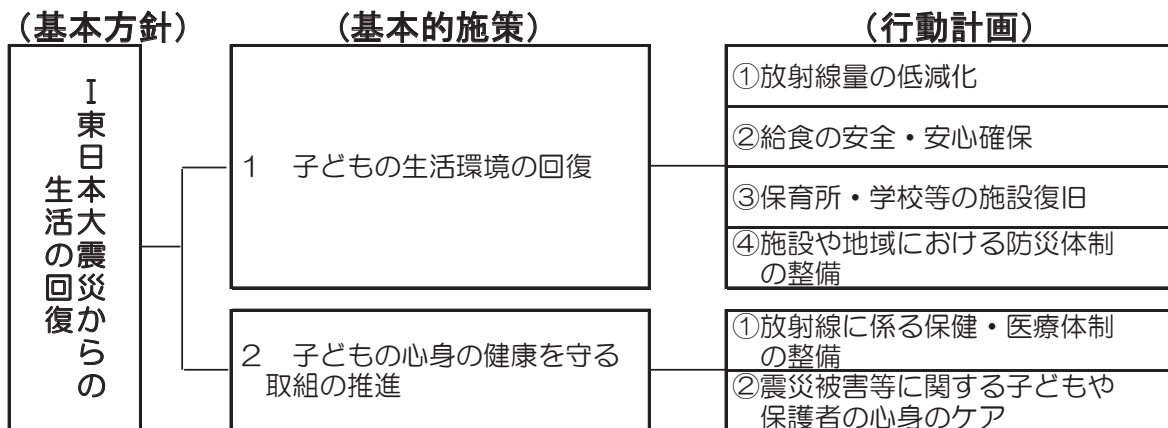 （基本方針）
（基本的施策）
（行動計画）
Ⅰ東日本大震災からの
生活の回復
１　子どもの生活環境の回復
①放射線量の低減化
②給食の安全・安心確保
③保育所・学校等の施設復旧
④施設や地域における防災体制
の整備
２　子どもの心身の健康を守る
取組の推進
①放射線に係る保健・医療体制
の整備
②震災被害等に関する子どもや
保護者の心身のケア